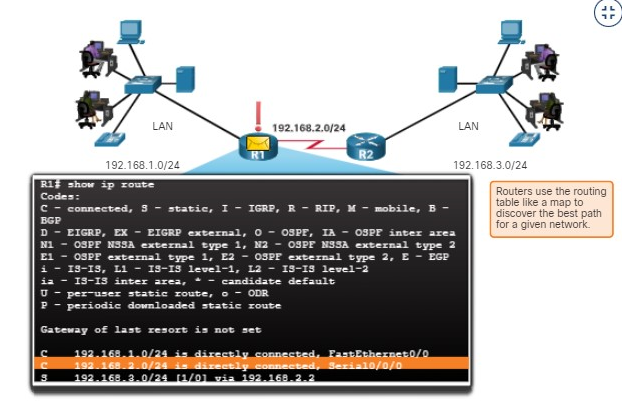 LAN
192.168.2.0/24
LAN
R1
R2
192.168.1.0/24
192.168.3.0/24
R1# show ip route
Codes:
C - connected, S - static, I - IGRP, R - RIP, M - mobile, B -
BGP
D - EIGRP, EX - EIGRP external, O - OSPF, IA - OSPF inter area
N1 - OSPF NSSA external type 1, N2 - OSPF NSSA external type 2
E1 - OSPF external type 1, E2 - OSPF external type 2, E - EGP
i - IS-IS, L1 - IS-IS level-1, L2 - IS-IS level-2
ia - IS-IS inter area, * - candidate default
U - per-user static route, o - ODR
P - periodic downloaded static route
Gateway of last resort is not set
C 192.168.1.0/24 is directly connected, FastEthernet0/0
C 192.168.2.0/24 is directly connected, Serial0/0/0
S 192.168.3.0/24 [1/0] via 192.168.2.2
Routers use the routing
table like a map to
discover the best path
for a given network.